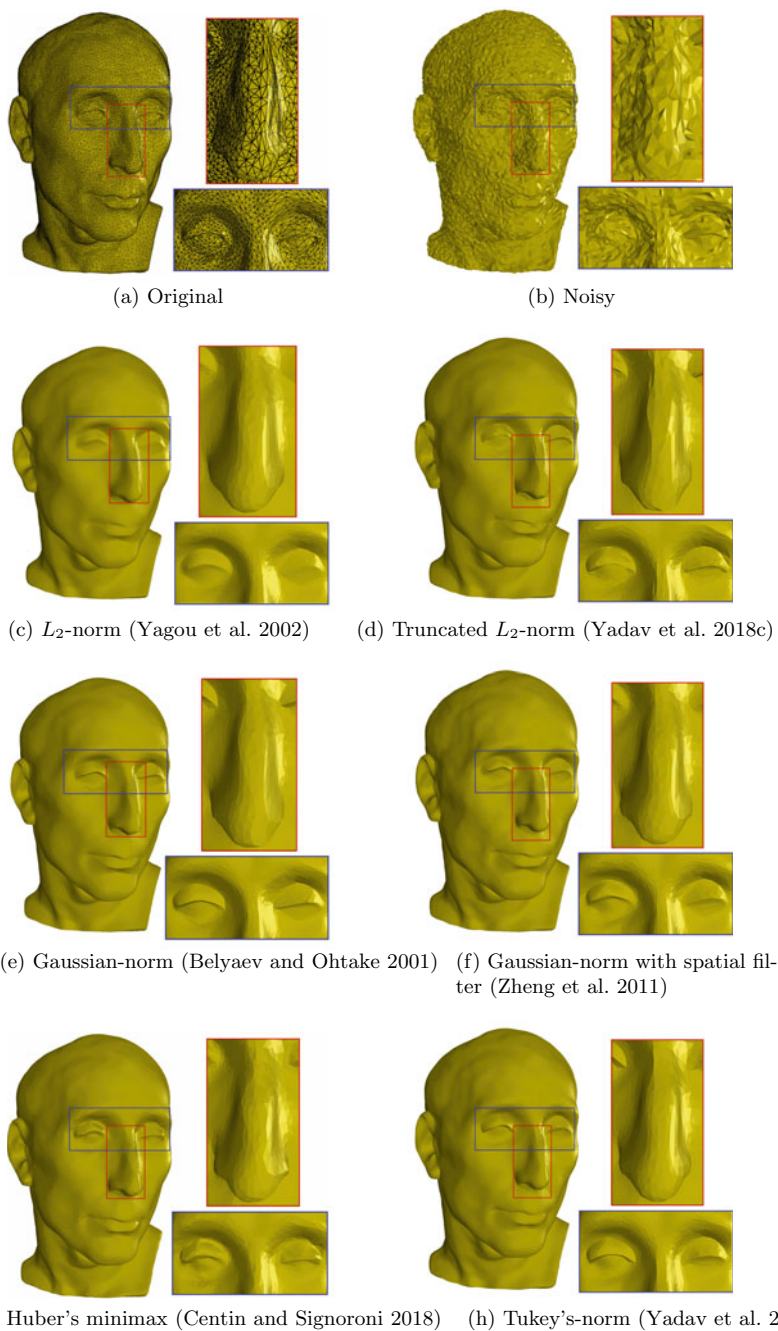 (a) Original
(b) Noisy
(c) L₂-norm (Yagou et al. 2002)
(d) Truncated L₂-norm (Yadav et al. 2018c)
(e) Gaussian-norm (Belyaev and Ohtake 2001)
(f) Gaussian-norm with spatial fil-
ter (Zheng et al. 2011)
Huber's minimax (Centin and Signoroni 2018)
(h) Tukey's-norm (Yadav et al. 2